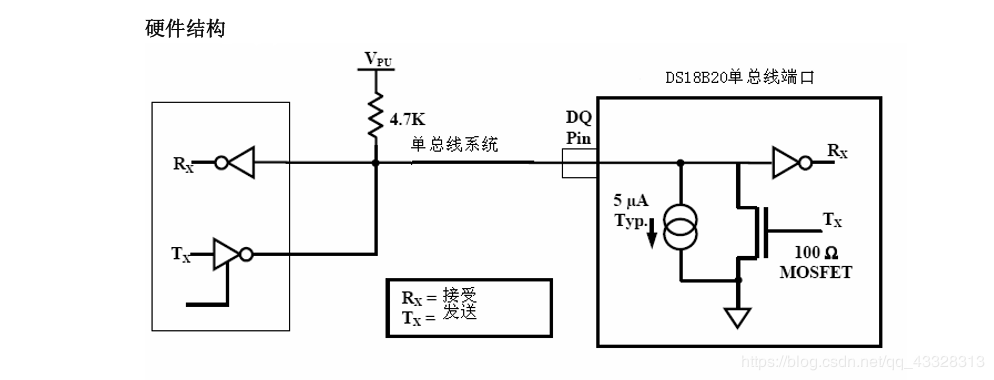 硬件结构
V_PU
DS18B20单总线端口
4.7K
DQ
Pin
单总线系统
R_X
R_X
5 μA
Typ.
T_X
T_X
100 Ω
MOSFET
R_X = 接受
T_X = 发送
https://blog.csdn.net/qq_43328313